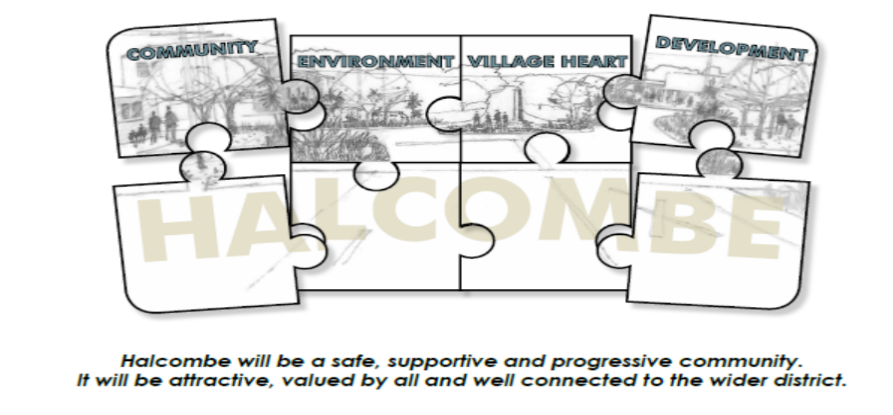 COMMUNITY
ENVIRONMENT
VILLAGE HEART
DEVELOPMENT
HALCOMBE
Halcombe will be a safe, supportive and progressive community.
It will be attractive, valued by all and well connected to the wider district.